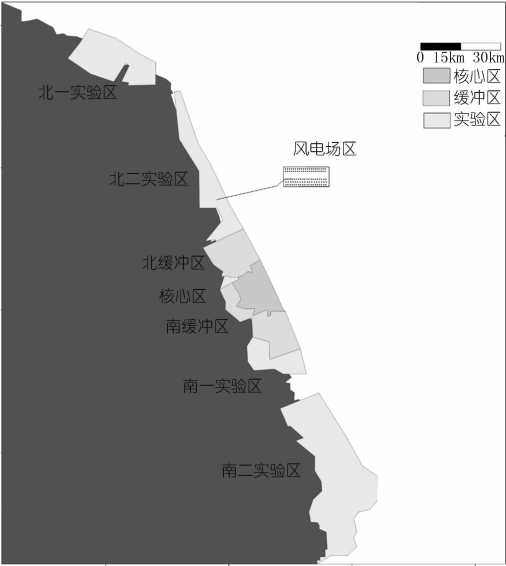 0 15km 30km
核心区
缓冲区
实验区
北一实验区
风电场区
北二实验区
北缓冲区
核心区
南缓冲区
南一实验区
南二实验区